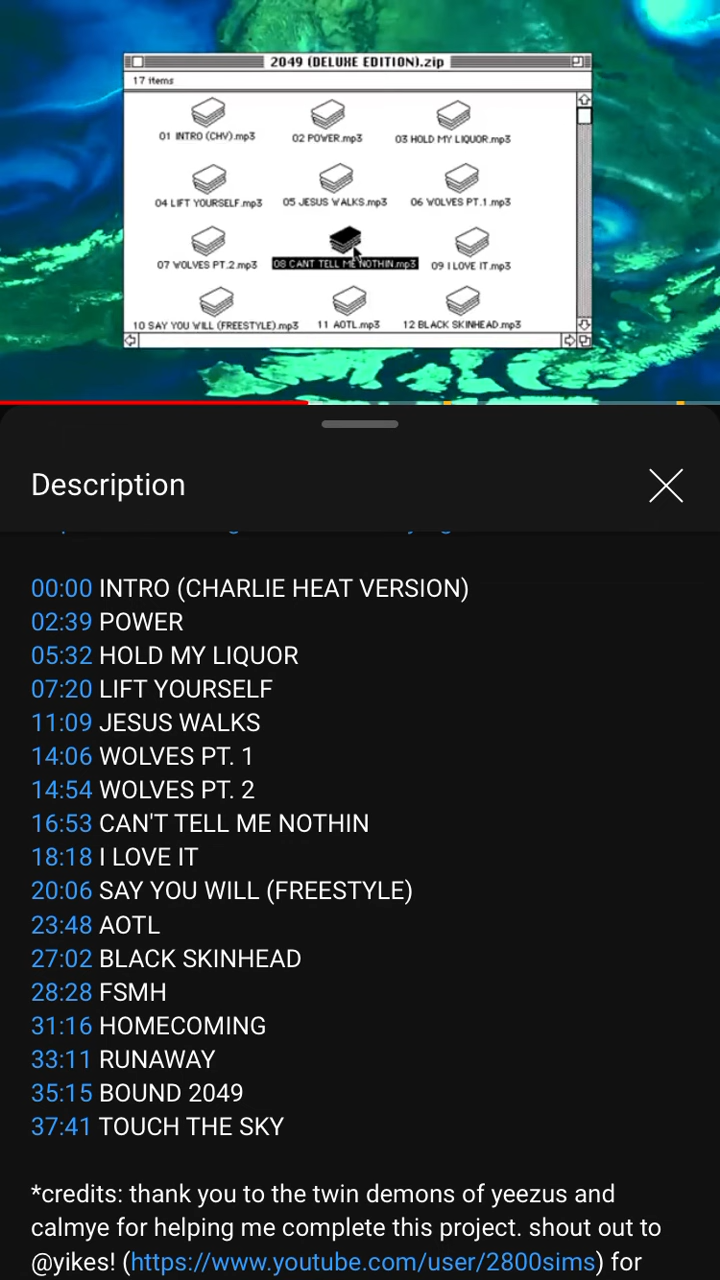 2049 (DELUXE EDITION).zip
17 items
01 INTRO (CHV).mp3 02 POWER.mp3 03 HOLD MY LIQUOR.mp3
04 LIFT YOURSELF.mp3 05 JESUS WALKS.mp3 06 WOLVES PT.1.mp3
07 WOLVES PT.2.mp3 08 CANT TELL ME NOTHIN.mp3 09 I LOVE IT.mp3
10 SAY YOU WILL (FREESTYLE).mp3 11 AOTL.mp3 12 BLACK SKINHEAD.mp3
Description
00:00 INTRO (CHARLIE HEAT VERSION)
02:39 POWER
05:32 HOLD MY LIQUOR
07:20 LIFT YOURSELF
11:09 JESUS WALKS
14:06 WOLVES PT. 1
14:54 WOLVES PT. 2
16:53 CAN'T TELL ME NOTHIN
18:18 I LOVE IT
20:06 SAY YOU WILL (FREESTYLE)
23:48 AOTL
27:02 BLACK SKINHEAD
28:28 FSMH
31:16 HOMECOMING
33:11 RUNAWAY
35:15 BOUND 2049
37:41 TOUCH THE SKY
*credits: thank you to the twin demons of yeezus and
calmye for helping me complete this project. shout out to
@yikes! (https://www.youtube.com/user/2800sims) for